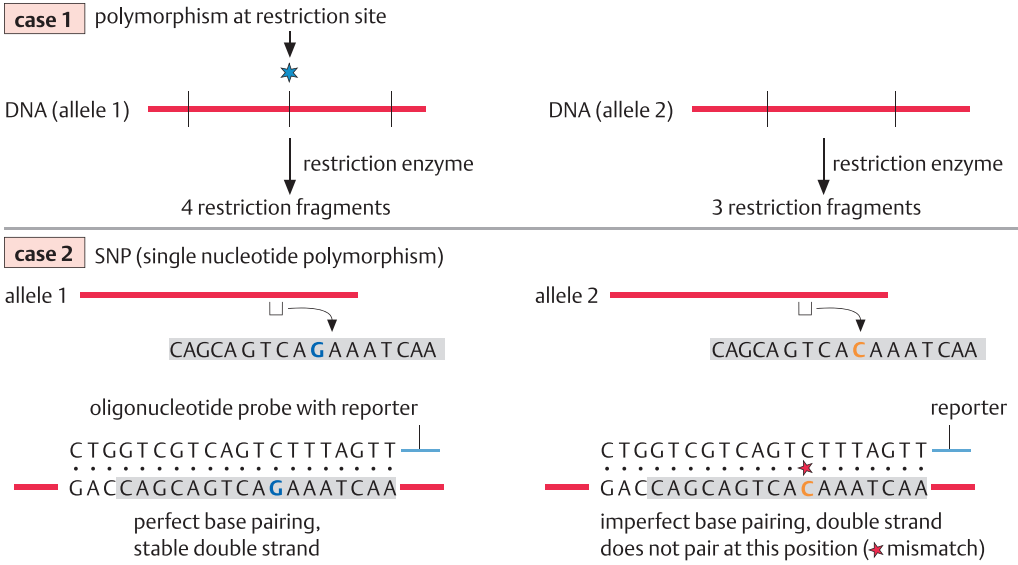 case 1 polymorphism at restriction site
DNA (allele 1) DNA (allele 2)
restriction enzyme restriction enzyme
4 restriction fragments 3 restriction fragments
case 2 SNP (single nucleotide polymorphism)
allele 1 allele 2
CAGCAGTCAGAAATCAA CAGCAGTCACAAATCAA
oligonucleotide probe with reporter reporter
CTGGTCGTCAGTCTTTAGTT CTGGTCGTCAGTCTTTAGTT
GACCAGCAGTCAGAAATCAA GACCAGCAGTCACAAATCAA
perfect base pairing, imperfect base pairing, double strand
stable double strand does not pair at this position (★mismatch)